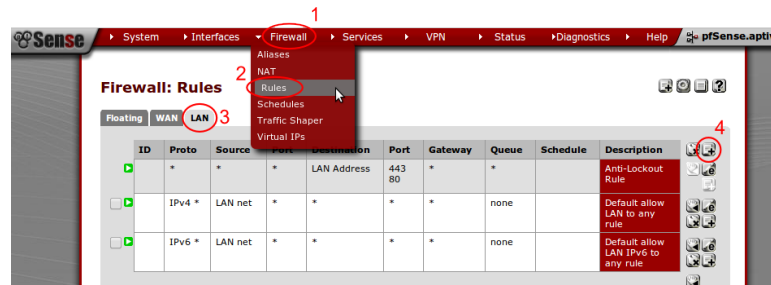 1
Sense
System
Interfaces
Firewall
Services
VPN
Status
Diagnostics
Help
pfSense.aptiv
Aliases
NAT
2
Rules
Schedules
Traffic Shaper
Virtual IPs
Firewall: Rules
Floating WAN LAN 3
4
ID Proto Source Port Destination Port Gateway Queue Schedule Description
* * * LAN Address 443 * * Anti-Lockout
80 Rule
IPv4 * LAN net * * * * none Default allow
LAN to any
rule
IPv6 * LAN net * * * * none Default allow
LAN IPv6 to
any rule